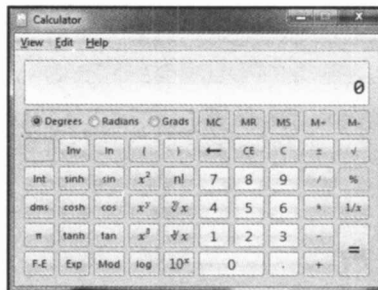 Calculator
View Edit Help
0
Degrees Radians Grads MC MR MS M+ M-
Inv ln ( ) ← CE C ± √
Int sinh sin x² n! 7 8 9 / %
dms cosh cos xʸ ʸ√x 4 5 6 * 1/x
π tanh tan x³ ³√x 1 2 3 - =
F-E Exp Mod log 10ˣ 0 . +